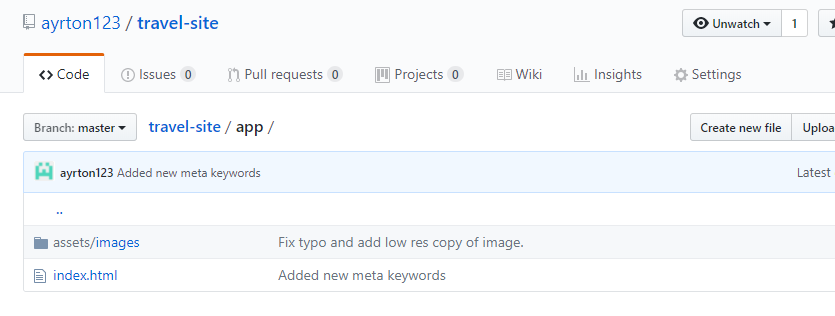 ayrton123 / travel-site Unwatch 1
Code Issues 0 Pull requests 0 Projects 0 Wiki Insights Settings
Branch: master travel-site / app / Create new file
ayrton123 Added new meta keywords Latest
..
assets/images Fix typo and add low res copy of image.
index.html Added new meta keywords